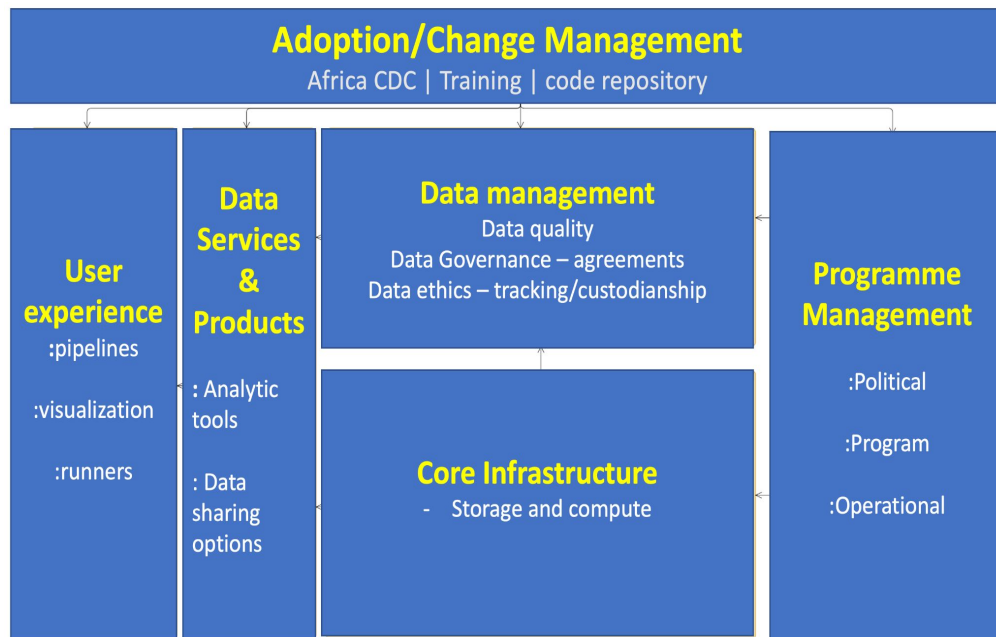 Adoption/Change Management
Africa CDC | Training | code repository
User
experience
:pipelines
:visualization
:runners
Data
Services
&
Products
: Analytic
tools
: Data
sharing
options
Data management
Data quality
Data Governance – agreements
Data ethics – tracking/custodianship
Core Infrastructure
- Storage and compute
Programme
Management
:Political
:Program
:Operational